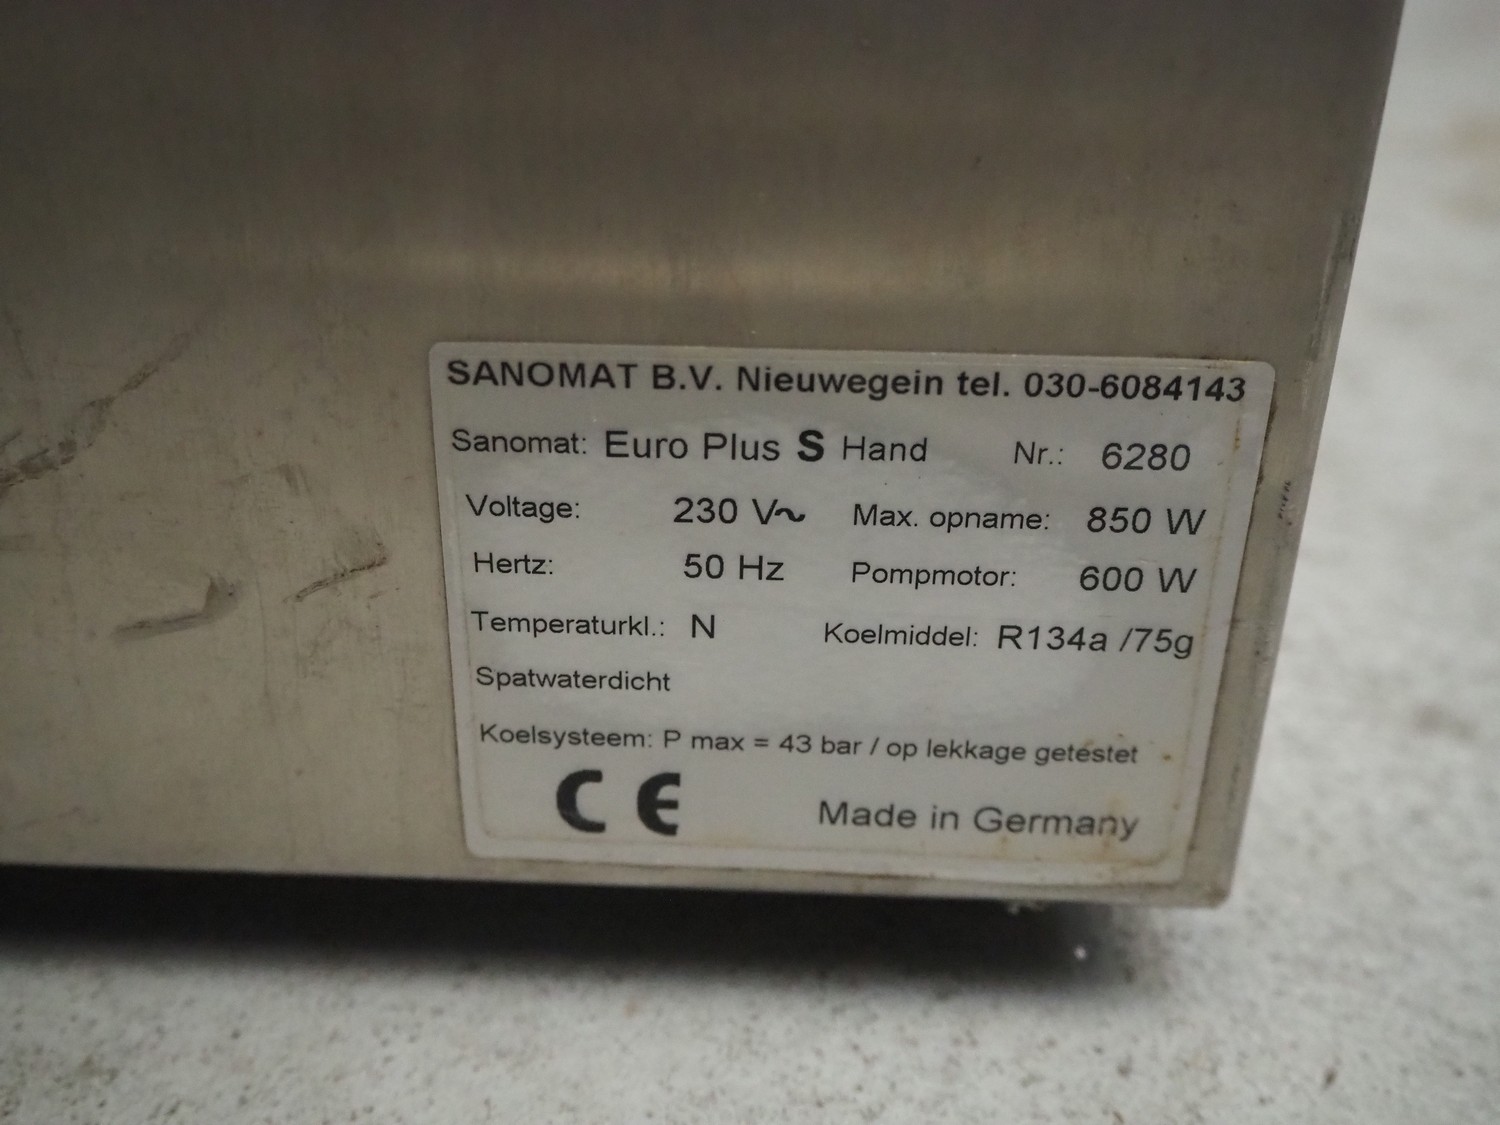 SANOMAT B.V. Nieuwegein tel. 030-6084143
Sanomat: Euro Plus S Hand Nr.: 6280
Voltage: 230 V~ Max. opname: 850 W
Hertz: 50 Hz Pompmotor: 600 W
Temperaturkl.: N Koelmiddel: R134a /75g
Spatwaterdicht
Koelsysteem: P max = 43 bar / op lekkage getestet
CE Made in Germany